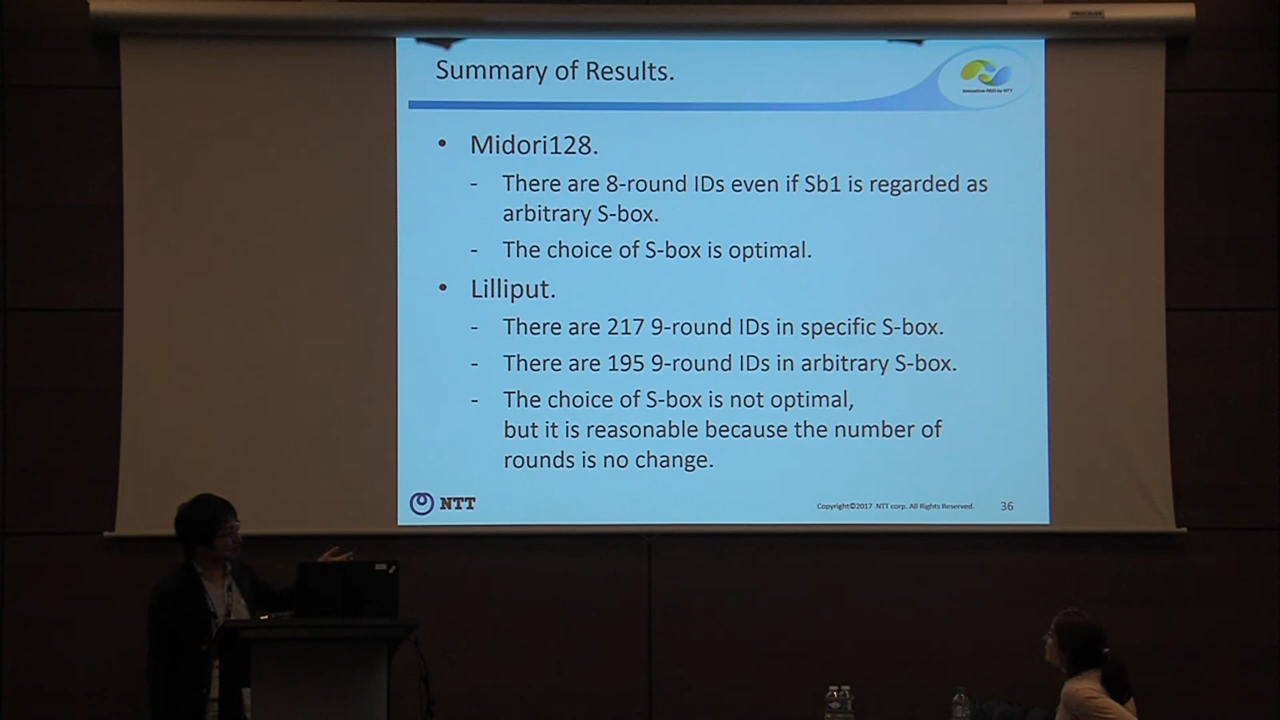 Summary of Results.
Innovative R&D by NTT
• Midori128.
- There are 8-round IDs even if Sb1 is regarded as
arbitrary S-box.
- The choice of S-box is optimal.
• Lilliput.
- There are 217 9-round IDs in specific S-box.
- There are 195 9-round IDs in arbitrary S-box.
- The choice of S-box is not optimal,
but it is reasonable because the number of
rounds is no change.
NTT
Copyright©2017 NTT corp. All Rights Reserved.
36